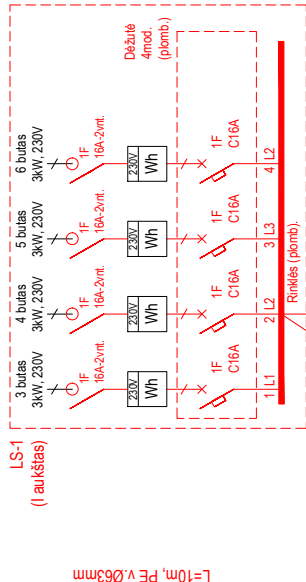 LS-1
(I aukštas)
3 butas
3kW, 230V
4 butas
3kW, 230V
5 butas
3kW, 230V
6 butas
3kW, 230V
1F
16A-2vnt.
1F
16A-2vnt.
1F
16A-2vnt.
1F
16A-2vnt.
230V
Wh
230V
Wh
230V
Wh
230V
Wh
Dėžutė
4mod.
(plomb.)
1F
C16A
1F
C16A
1F
C16A
1F
C16A
1 L1
2 L2
3 L3
4 L2
Rinklės (plomb).
L=10m, PE v.Ø63mm